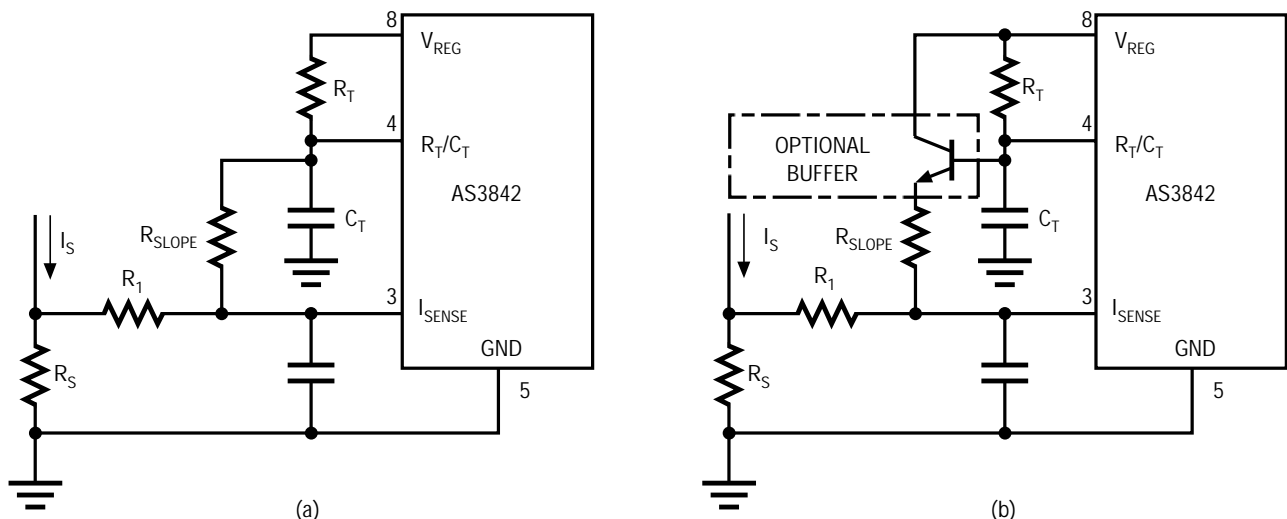 8
V_REG
R_T
4
R_T/C_T
AS3842
C_T
R_SLOPE
I_S
R_1
3
I_SENSE
GND
R_S
5
(a)
8
V_REG
R_T
4
OPTIONAL
BUFFER
R_T/C_T
AS3842
C_T
R_SLOPE
I_S
R_1
3
I_SENSE
GND
R_S
5
(b)